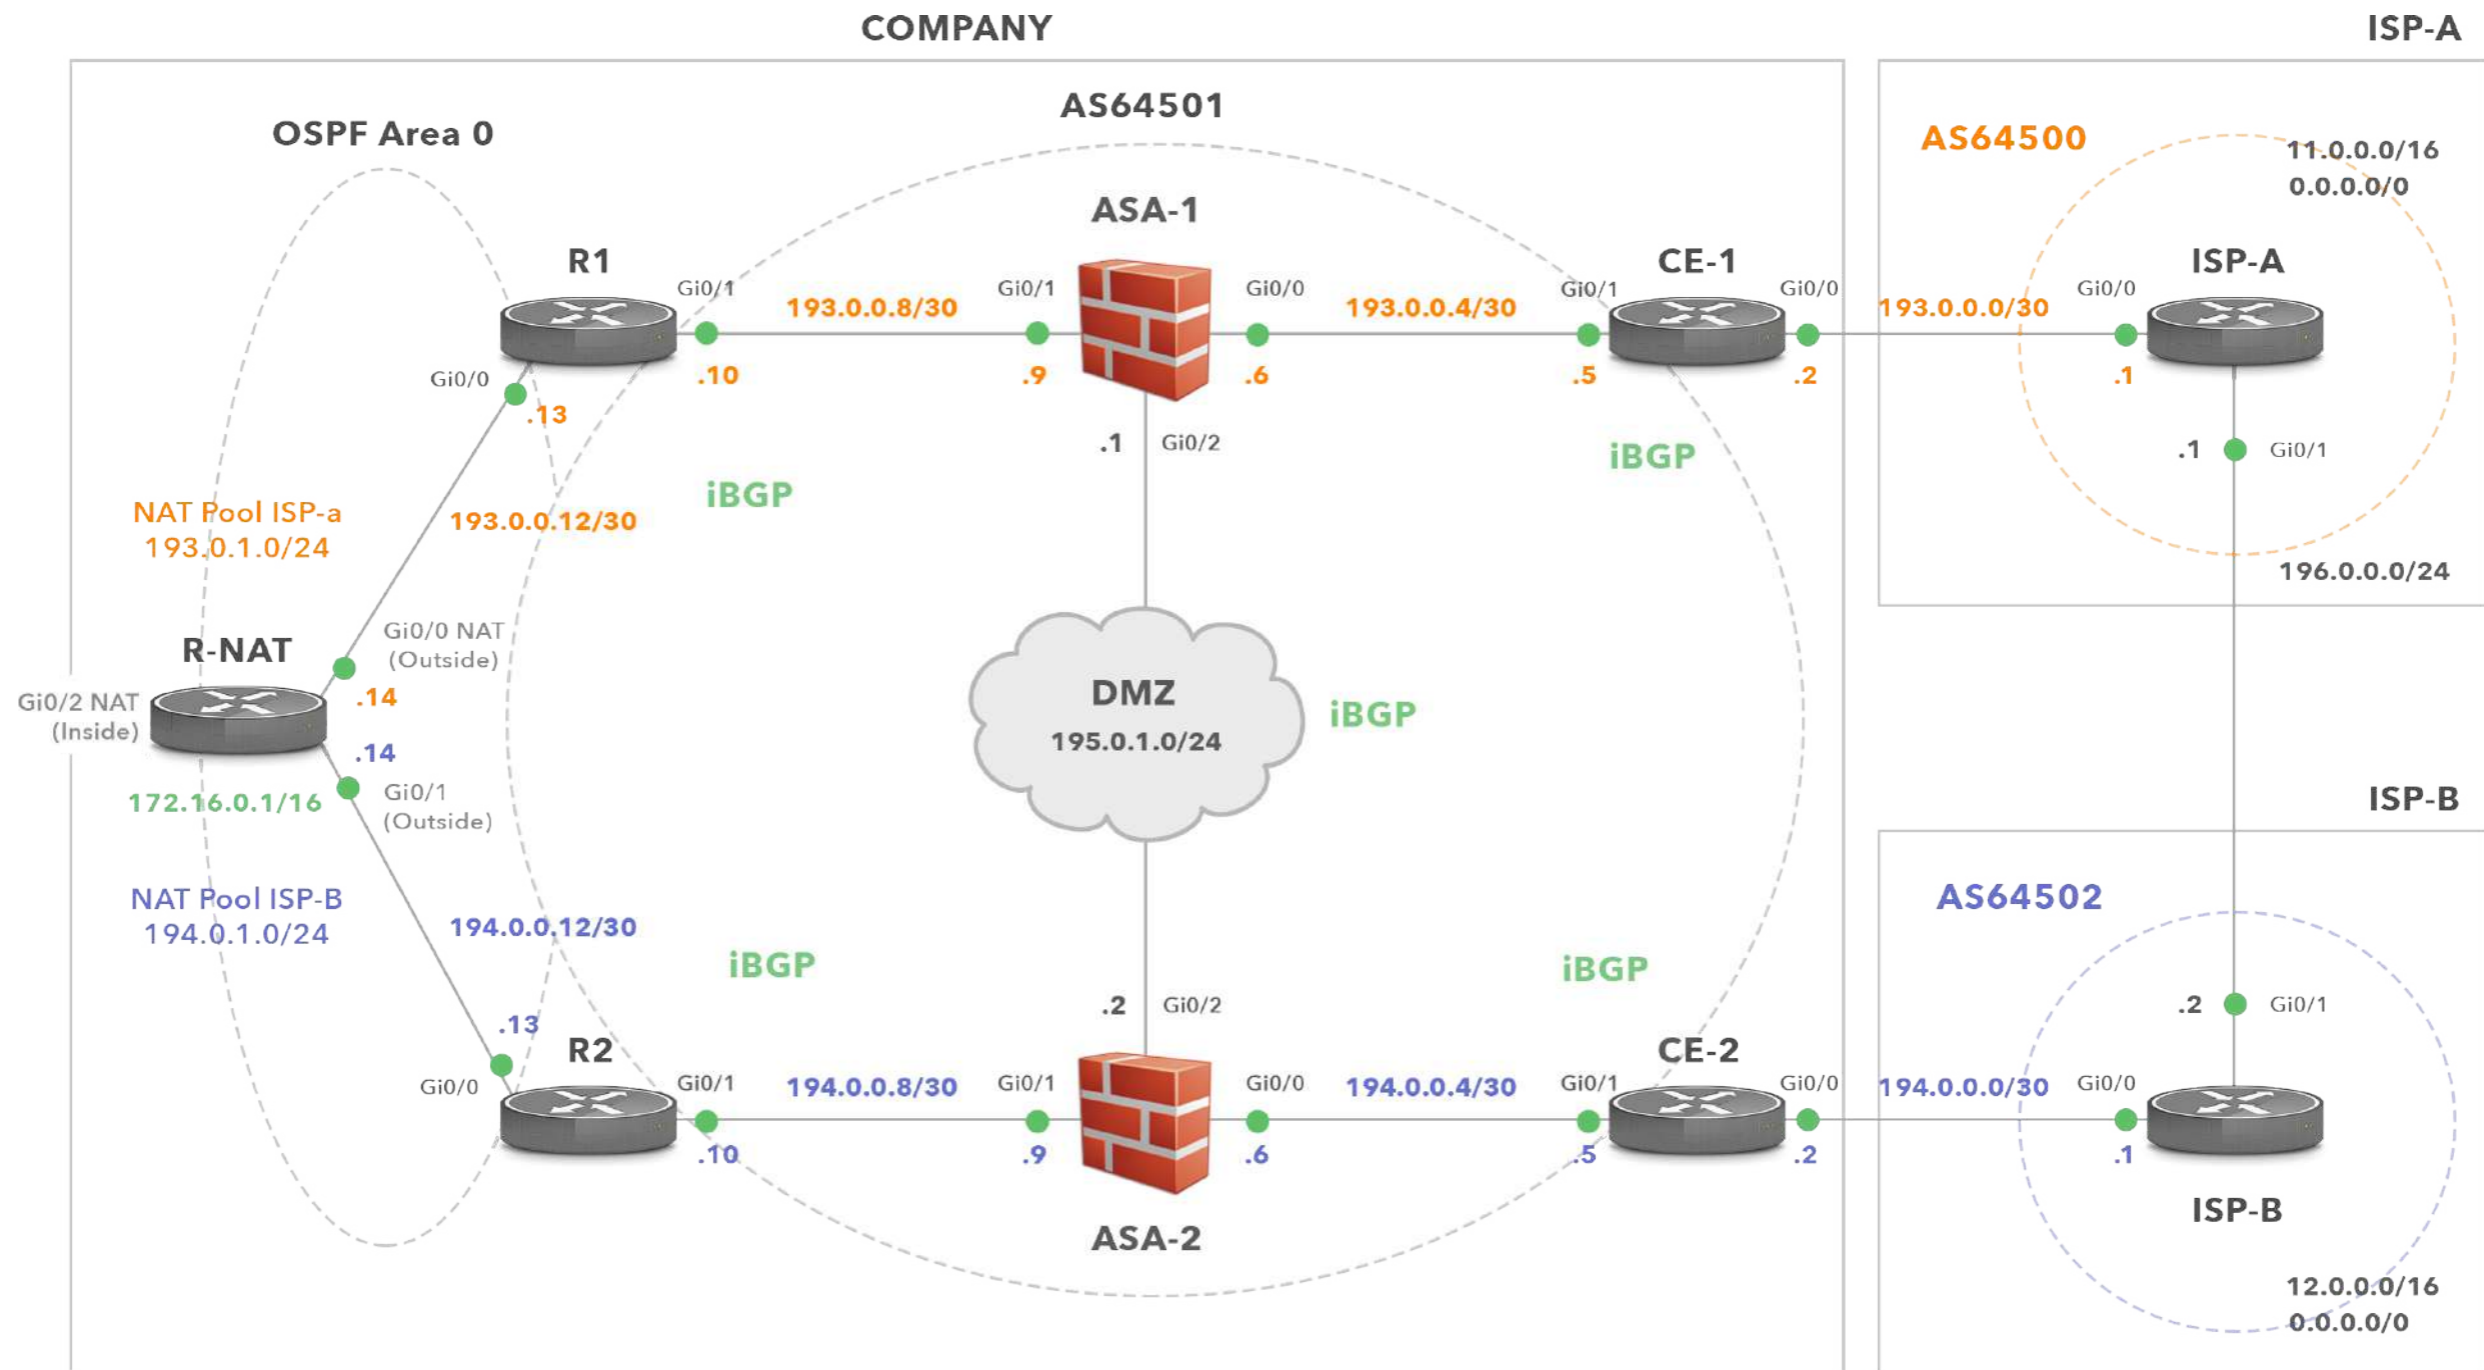 COMPANY
ISP-A
AS64501
OSPF Area 0
AS64500
11.0.0.0/16
0.0.0.0/0
ASA-1
R1
CE-1
ISP-A
Gi0/1
193.0.0.8/30
Gi0/1
Gi0/0
193.0.0.4/30
Gi0/1
Gi0/0
193.0.0.0/30
Gi0/0
.10
.9
.6
.5
.2
.1
Gi0/0
.13
.1
Gi0/2
iBGP
.1
Gi0/1
iBGP
NAT Pool ISP-a
193.0.1.0/24
193.0.0.12/30
196.0.0.0/24
R-NAT
Gi0/0 NAT
(Outside)
Gi0/2 NAT
(Inside)
.14
.14
DMZ
195.0.1.0/24
iBGP
172.16.0.1/16
Gi0/1
(Outside)
ISP-B
NAT Pool ISP-B
194.0.1.0/24
194.0.0.12/30
AS64502
iBGP
iBGP
.2
Gi0/2
.2
Gi0/1
.13
R2
CE-2
Gi0/0
Gi0/1
194.0.0.8/30
Gi0/1
Gi0/0
194.0.0.4/30
Gi0/1
Gi0/0
194.0.0.0/30
Gi0/0
.10
.9
.6
.5
.2
.1
ASA-2
ISP-B
12.0.0.0/16
0.0.0.0/0